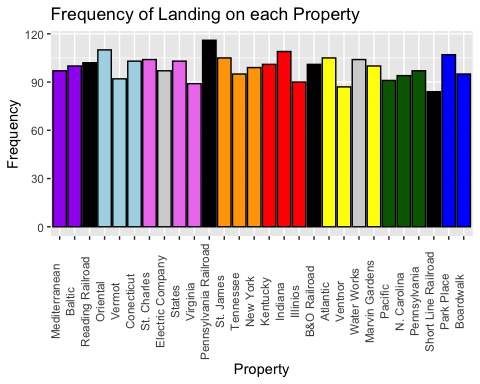 Frequency of Landing on each Property
Frequency
120
90
60
30
0
Mediterranean
Baltic
Reading Railroad
Oriental
Vermot
Conecticut
St. Charles
Electric Company
States
Virginia
Pennsylvania Railroad
St. James
Tennessee
New York
Kentucky
Indiana
Illinios
B&O Railroad
Atlantic
Ventnor
Water Works
Marvin Gardens
Pacific
N. Carolina
Pennsylvania
Short Line Railroad
Park Place
Boardwalk
Property